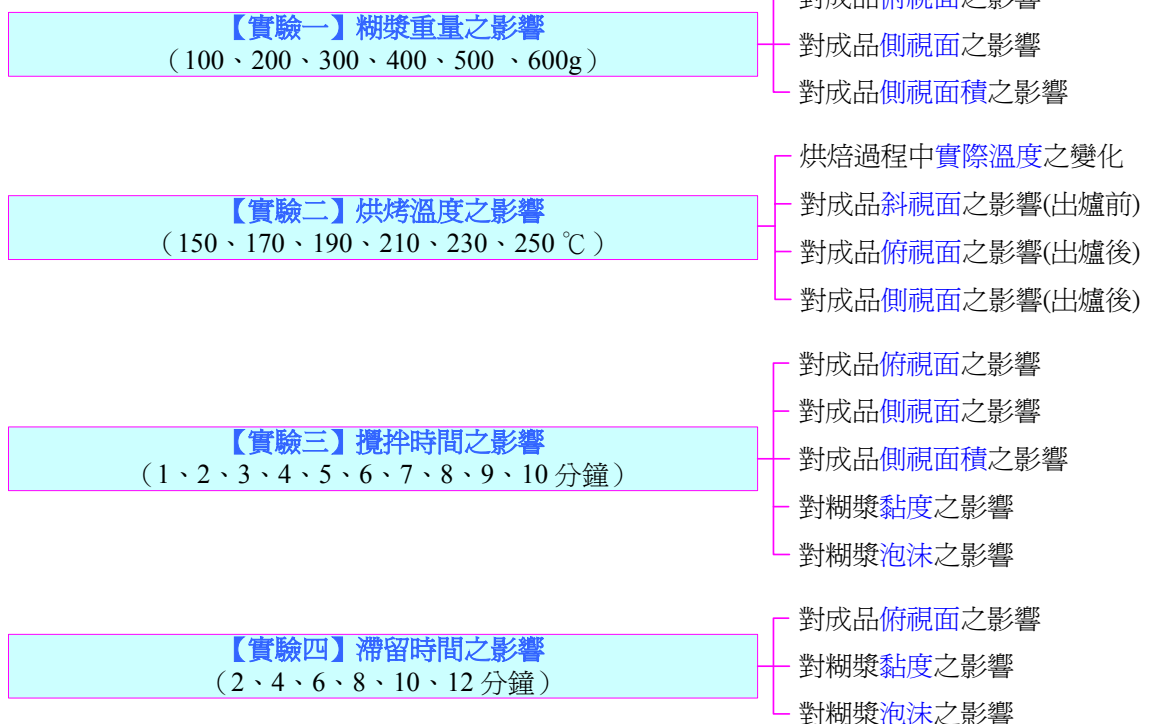 對成品俯視面之影響
【實驗一】糊漿重量之影響
（100、200、300、400、500 、600g）
對成品側視面之影響
對成品側視面積之影響
烘焙過程中實際溫度之變化
【實驗二】烘烤溫度之影響
（150、170、190、210、230、250 ℃）
對成品斜視面之影響(出爐前)
對成品俯視面之影響(出爐後)
對成品側視面之影響(出爐後)
對成品俯視面之影響
對成品側視面之影響
【實驗三】攪拌時間之影響
（1、2、3、4、5、6、7、8、9、10 分鐘）
對成品側視面積之影響
對糊漿黏度之影響
對糊漿泡沫之影響
對成品俯視面之影響
【實驗四】滯留時間之影響
（2、4、6、8、10、12 分鐘）
對糊漿黏度之影響
對糊漿泡沫之影響